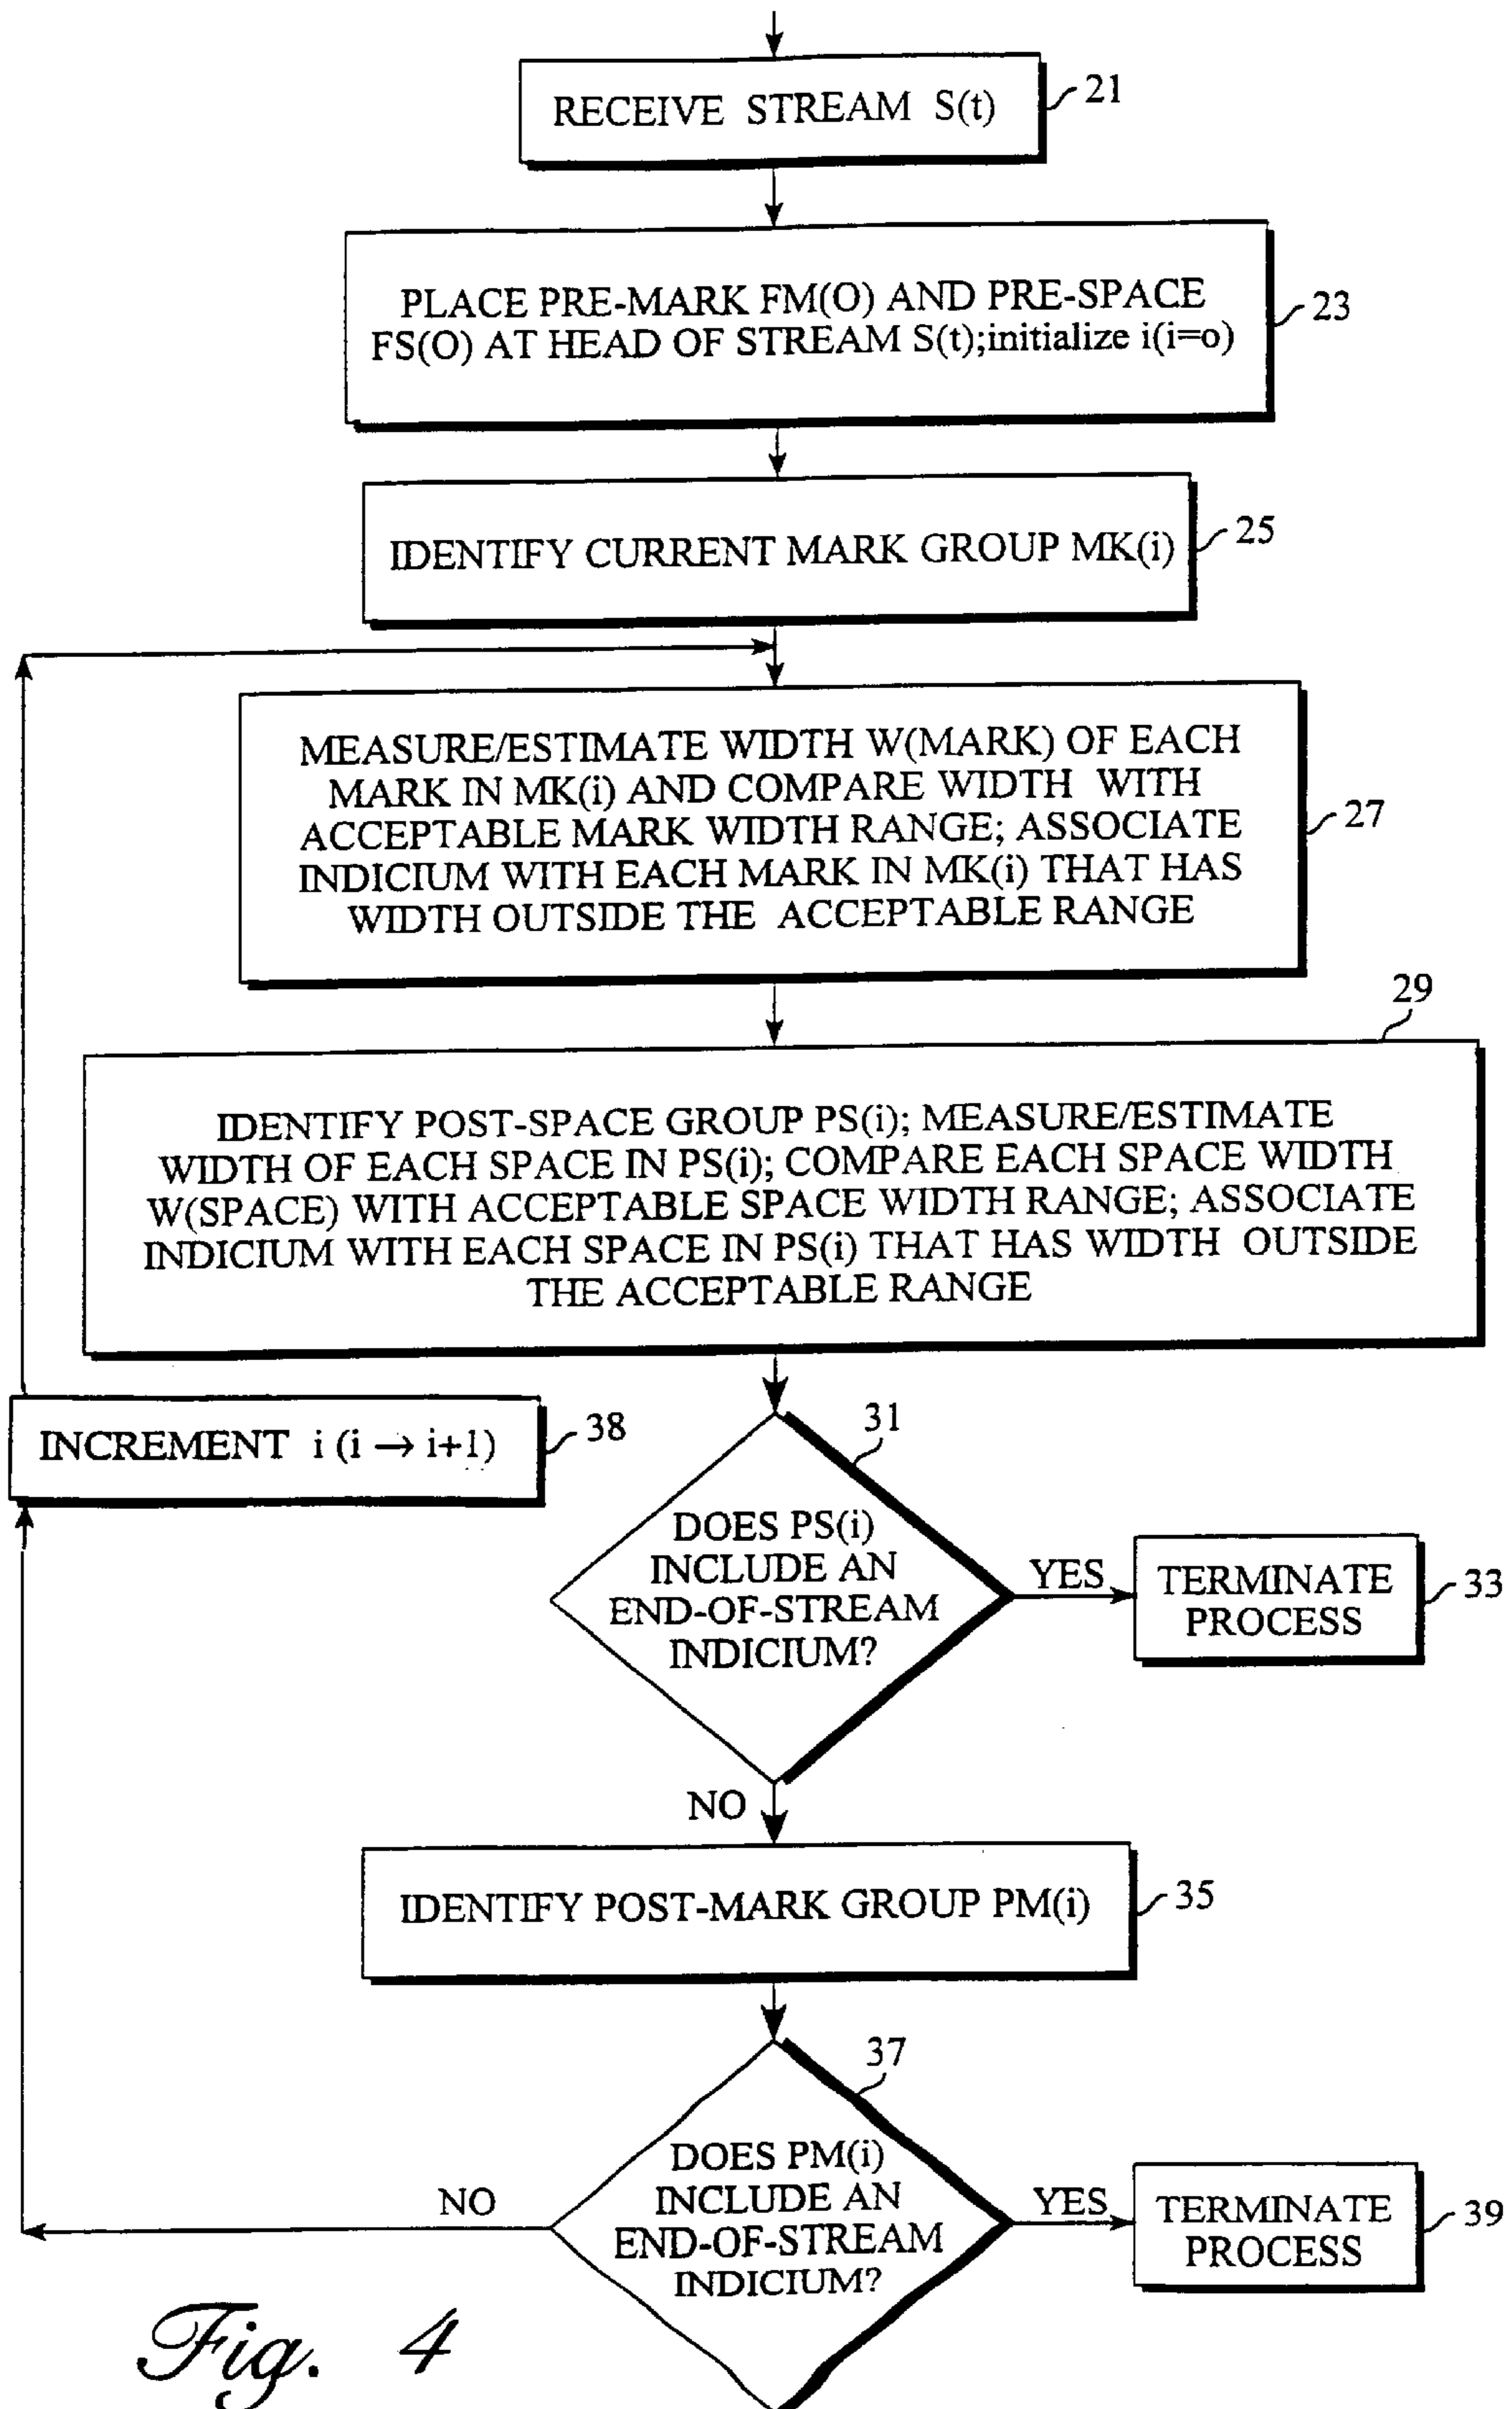 RECEIVE STREAM S(t)
21
PLACE PRE-MARK FM(O) AND PRE-SPACE
FS(O) AT HEAD OF STREAM S(t);initialize i(i=o)
23
IDENTIFY CURRENT MARK GROUP MK(i)
25
MEASURE/ESTIMATE WIDTH W(MARK) OF EACH
MARK IN MK(i) AND COMPARE WIDTH WITH
ACCEPTABLE MARK WIDTH RANGE; ASSOCIATE
INDICIUM WITH EACH MARK IN MK(i) THAT HAS
WIDTH OUTSIDE THE ACCEPTABLE RANGE
27
29
IDENTIFY POST-SPACE GROUP PS(i); MEASURE/ESTIMATE
WIDTH OF EACH SPACE IN PS(i); COMPARE EACH SPACE WIDTH
W(SPACE) WITH ACCEPTABLE SPACE WIDTH RANGE; ASSOCIATE
INDICIUM WITH EACH SPACE IN PS(i) THAT HAS WIDTH OUTSIDE
THE ACCEPTABLE RANGE
INCREMENT i (i → i+1)
38
31
DOES PS(i)
INCLUDE AN
END-OF-STREAM
INDICIUM?
YES
TERMINATE
PROCESS
33
NO
IDENTIFY POST-MARK GROUP PM(i)
35
37
DOES PM(i)
INCLUDE AN
END-OF-STREAM
INDICIUM?
NO
YES
TERMINATE
PROCESS
39
Fig. 4